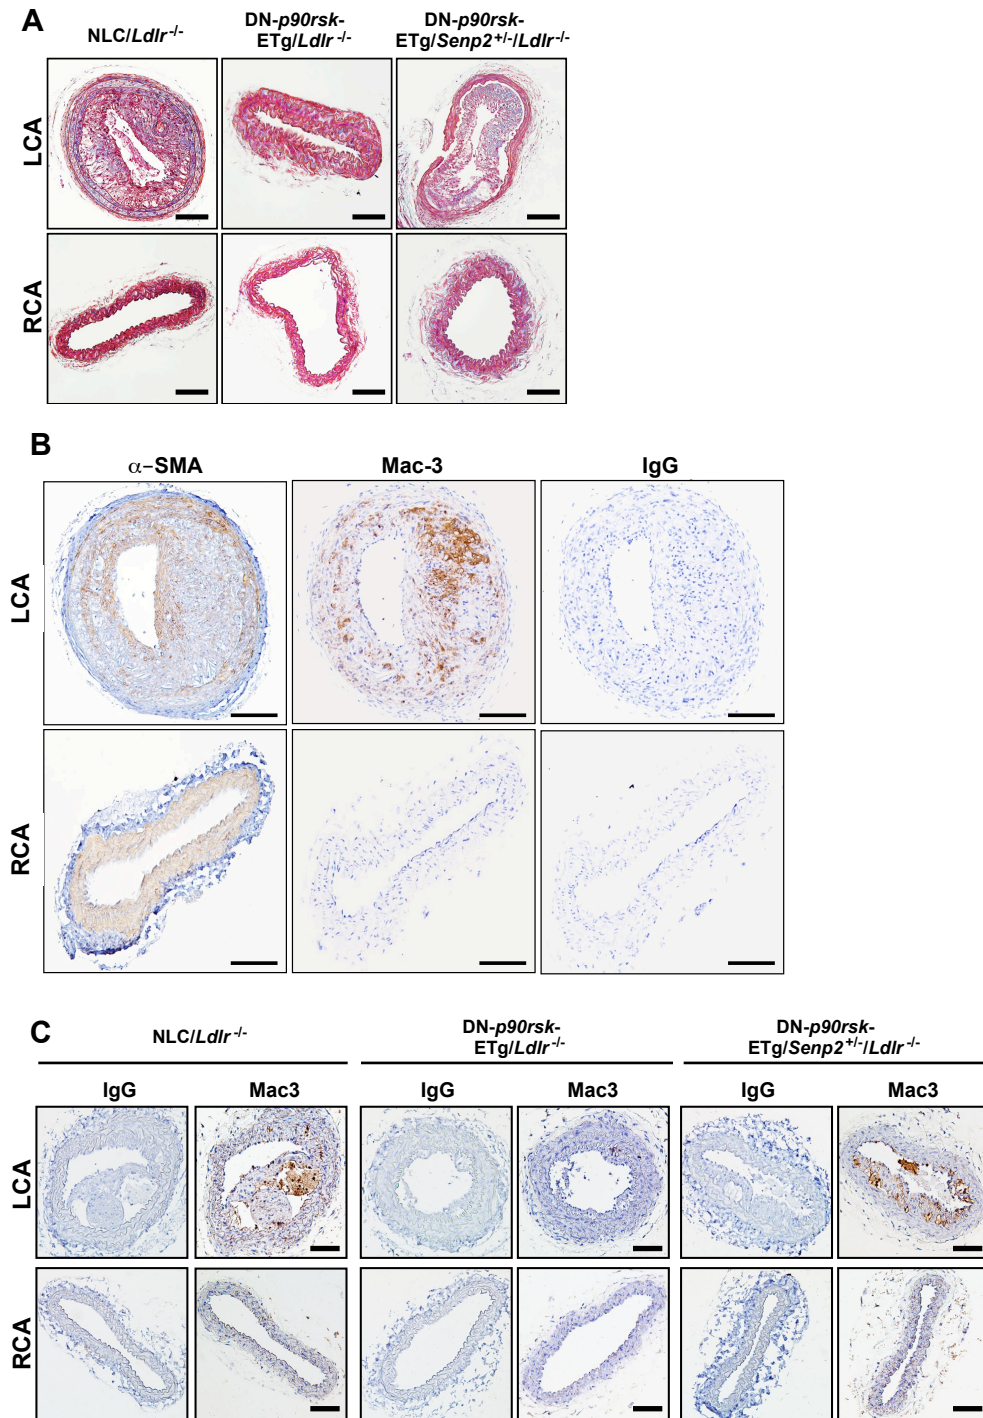 A
NLC/Ldlr -/-
DN-p90rsk-
ETg/Ldlr -/-
DN-p90rsk-
ETg/Senp2+/-/Ldlr-/-
LCA
RCA
B
α-SMA
Mac-3
IgG
LCA
RCA
C
NLC/Ldlr -/-
DN-p90rsk-
ETg/Ldlr -/-
DN-p90rsk-
ETg/Senp2+/-/Ldlr -/-
IgG
Mac3
IgG
Mac3
IgG
Mac3
LCA
RCA